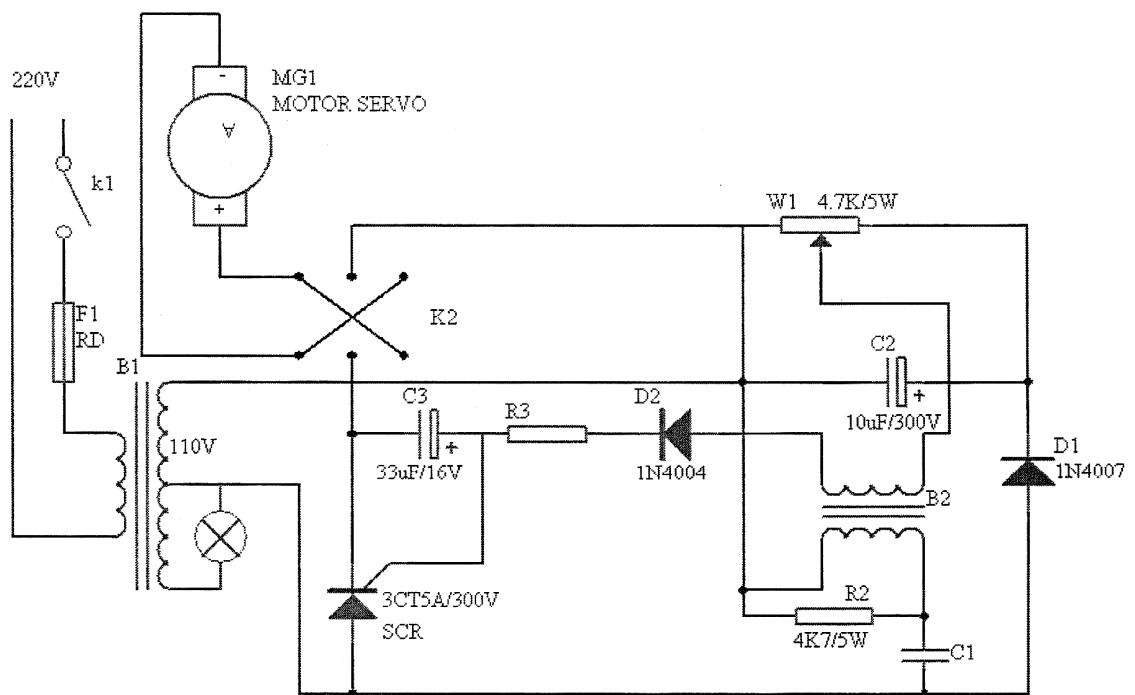 220V
-
MG1
MOTOR SERVO
A
k1
+
W1 4.7K/5W
K2
F1
RD
B1
C2
+
10uF/300V
C3
+
33uF/16V
R3
D2
1N4004
110V
D1
1N4007
B2
3CT5A/300V
SCR
R2
4K7/5W
C1